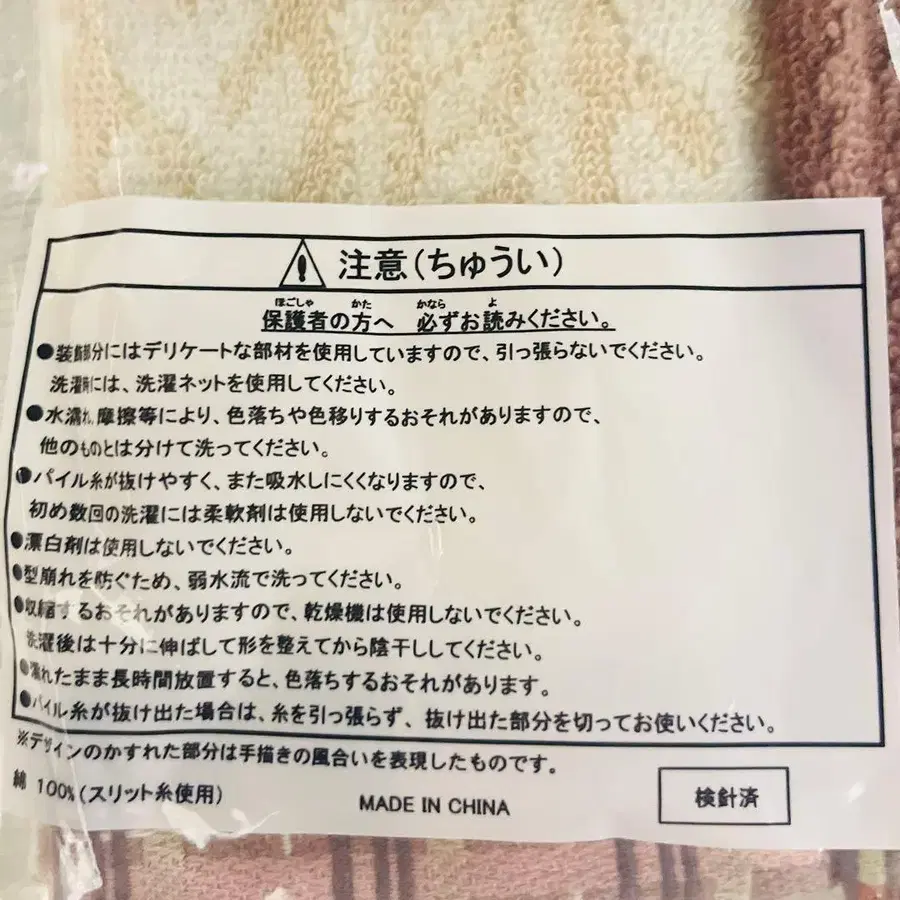 注意(ちゅうい)
保護者の方へ 必ずお読みください。
ほごしゃ かた かなら よ
●装飾部分にはデリケートな部材を使用していますので、引っ張らないでください。
洗濯時には、洗濯ネットを使用してください。
●水濡れ、摩擦等により、色落ちや色移りするおそれがありますので、
他のものとは分けて洗ってください。
●パイル糸が抜けやすく、また吸水しにくくなりますので、
初め数回の洗濯には柔軟剤は使用しないでください。
●漂白剤は使用しないでください。
●型崩れを防ぐため、弱水流で洗ってください。
●収縮するおそれがありますので、乾燥機は使用しないでください。
洗濯後は十分に伸ばして形を整えてから陰干ししてください。
●濡れたまま長時間放置すると、色落ちするおそれがあります。
●パイル糸が抜け出た場合は、糸を引っ張らず、抜け出た部分を切ってお使いください。
※デザインのかすれた部分は手描きの風合いを表現したものです。
綿 100%(スリット糸使用)
MADE IN CHINA
検針済